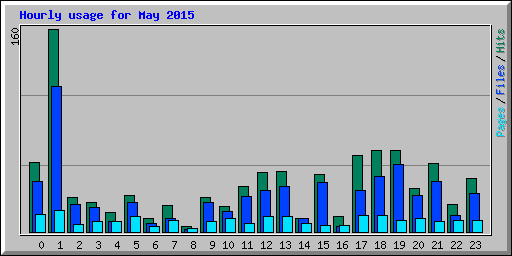 Hourly usage for May 2015
160
Pages/Files/Hits
0 1 2 3 4 5 6 7 8 9 10 11 12 13 14 15 16 17 18 19 20 21 22 23